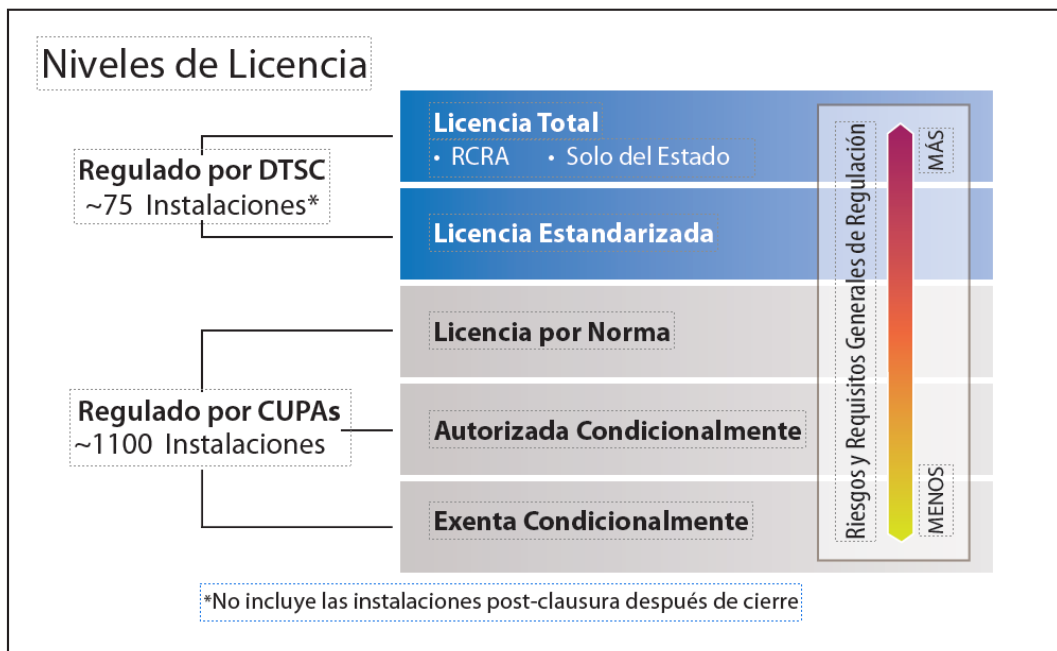 Niveles de Licencia
Regulado por DTSC
~75 Instalaciones*
Licencia Total
• RCRA • Solo del Estado
Licencia Estandarizada
Regulado por CUPAs
~1100 Instalaciones
Licencia por Norma
Autorizada Condicionalmente
Exenta Condicionalmente
Riesgos y Requisitos Generales de Regulación
MÁS
MENOS
*No incluye las instalaciones post-clausura después de cierre